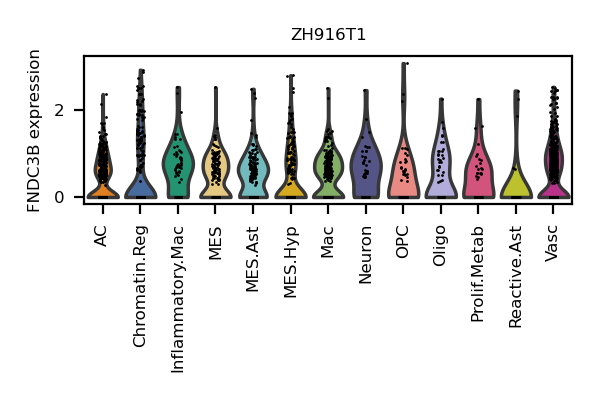 ZH916T1
FNDC3B expression
2
0
AC
Chromatin.Reg
Inflammatory.Mac
MES
MES.Ast
MES.Hyp
Mac
Neuron
OPC
Oligo
Prolif.Metab
Reactive.Ast
Vasc